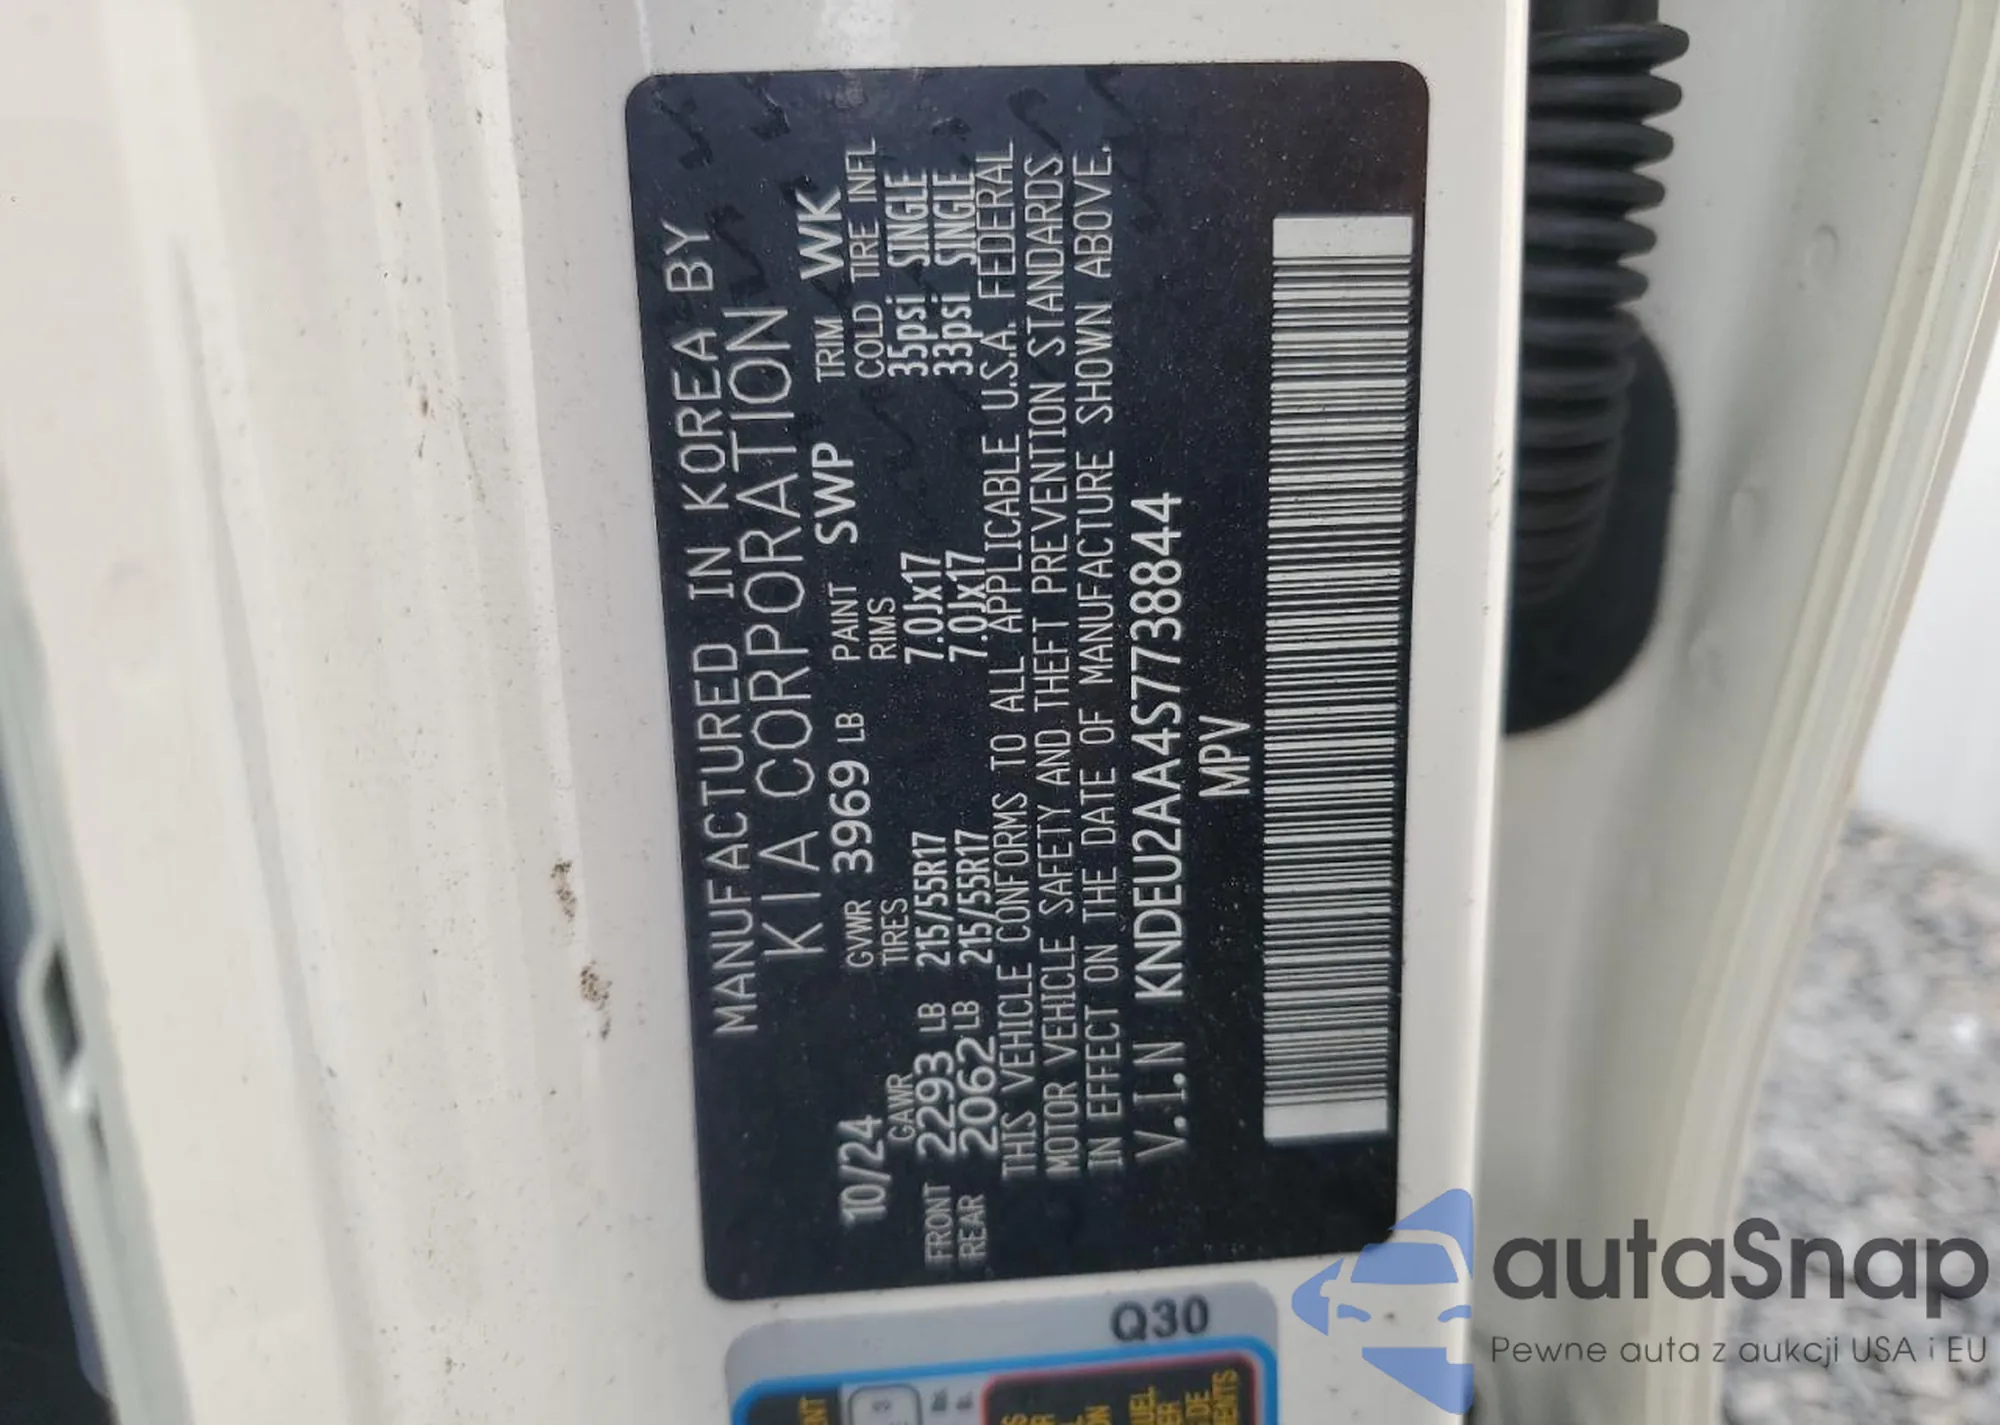 MANUFACTURED IN KOREA BY
KIA CORPORATION
10/24 GVWR 3969 LB PAINT SWP TRIM WK
GAWR TIRES RIMS COLD TIRE INFL
FRONT 2293 LB 215/55R17 7.0Jx17 35psi SINGLE
REAR 2062 LB 215/55R17 7.0Jx17 33psi SINGLE
THIS VEHICLE CONFORMS TO ALL APPLICABLE U.S.A. FEDERAL
MOTOR VEHICLE SAFETY AND THEFT PREVENTION STANDARDS
IN EFFECT ON THE DATE OF MANUFACTURE SHOWN ABOVE.
V.I.N KNDEU2AA4S7738844
MPV
Q30
autaSnap
Pewne auta z aukcji USA i EU